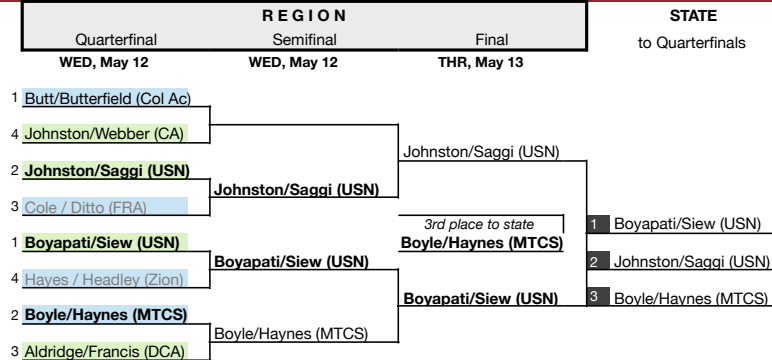 REGION
STATE
Quarterfinal
Semifinal
Final
to Quarterfinals
WED, May 12
WED, May 12
THR, May 13
1 Butt/Butterfield (Col Ac)
4 Johnston/Webber (CA)
Johnston/Saggi (USN)
2 Johnston/Saggi (USN)
Johnston/Saggi (USN)
3 Cole / Ditto (FRA)
3rd place to state
1 Boyapati/Siew (USN)
1 Boyapati/Siew (USN)
Boyle/Haynes (MTCS)
Boyapati/Siew (USN)
2 Johnston/Saggi (USN)
4 Hayes / Headley (Zion)
Boyapati/Siew (USN)
3 Boyle/Haynes (MTCS)
2 Boyle/Haynes (MTCS)
Boyle/Haynes (MTCS)
3 Aldridge/Francis (DCA)